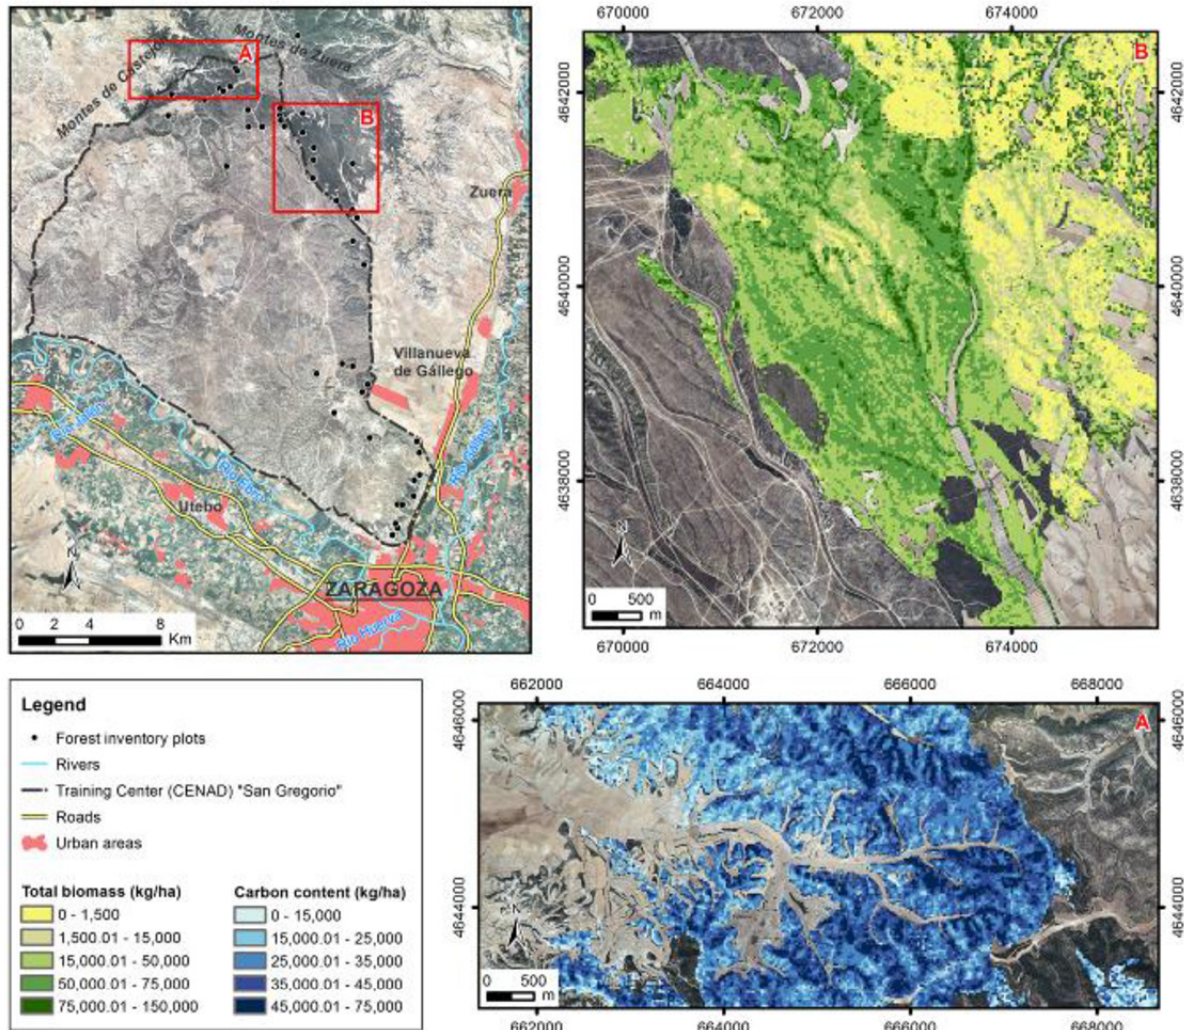 Montes de Castejón
A
Montes de Zuera
B
Zuera
Villanueva
de Gállego
Río Jalón
Río Ebro
Río Gállego
Utebo
ZARAGOZA
Río Huerva
N
0 2 4 8
Km
670000 672000 674000
B
4642000
4640000
4638000
N
0 500
m
670000 672000 674000
Legend
Forest inventory plots
Rivers
Training Center (CENAD) "San Gregorio"
Roads
Urban areas
Total biomass (kg/ha)
0 - 1,500
1,500.01 - 15,000
15,000.01 - 50,000
50,000.01 - 75,000
75,000.01 - 150,000
Carbon content (kg/ha)
0 - 15,000
15,000.01 - 25,000
25,000.01 - 35,000
35,000.01 - 45,000
45,000.01 - 75,000
662000 664000 666000 668000
A
4646000
4644000
4646000
4644000
N
0 500
m
662000 664000 666000 668000